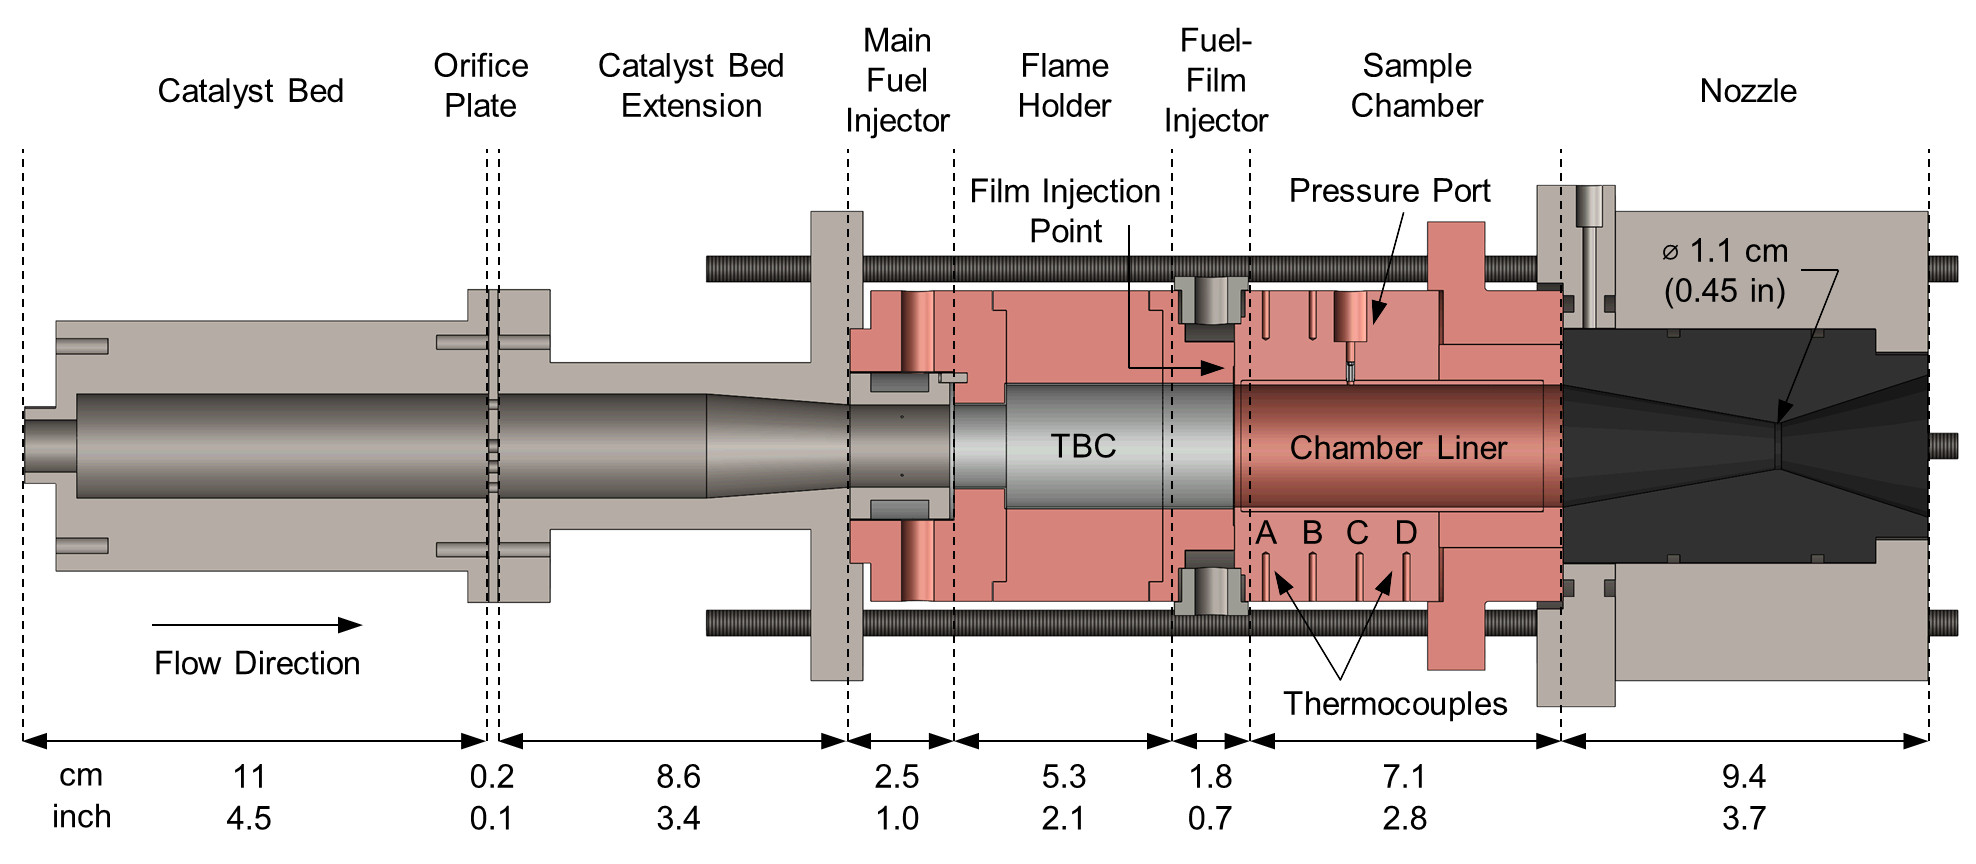 Catalyst Bed
Orifice
Plate
Catalyst Bed
Extension
Main
Fuel
Injector
Flame
Holder
Fuel-
Film
Injector
Sample
Chamber
Nozzle
Film Injection
Point
Pressure Port
⌀ 1.1 cm
(0.45 in)
TBC
Chamber Liner
A B C D
Flow Direction
Thermocouples
cm 11 0.2 8.6 2.5 5.3 1.8 7.1 9.4
inch 4.5 0.1 3.4 1.0 2.1 0.7 2.8 3.7